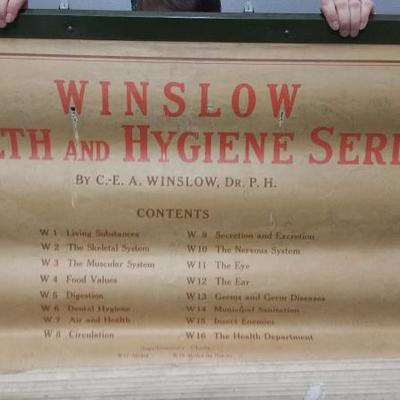 WINSLOW
LTH AND HYGIENE SERI
BY C.-E. A. WINSLOW, DR. P. H.
CONTENTS
W 1 Living Substances
W 2 The Skeletal System
W 3 The Muscular System
W 4 Food Values
W 5 Digestion
W 6 Dental Hygiene
W 7 Air and Health
W 8 Circulation
W 9 Secretion and Excretion
W 10 The Nervous System
W 11 The Eye
W 12 The Ear
W 13 Germs and Germ Diseases
W 14 Municipal Sanitation
W 15 Insect Enemies
W 16 The Health Department
Supplementary Charts